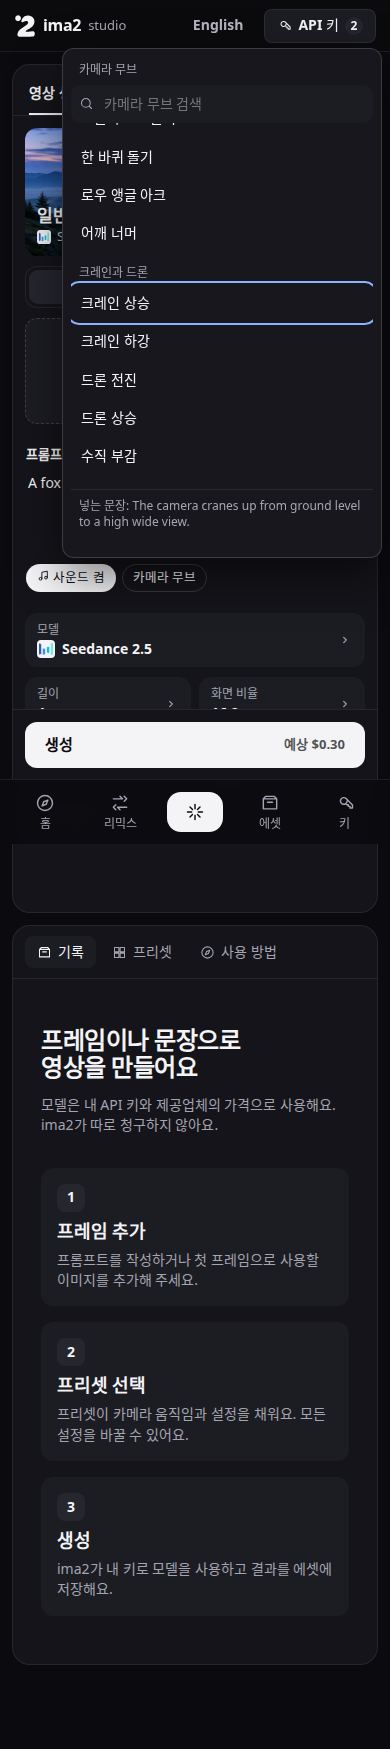 ima2 studio
English
API 키 2
영상
카메라 무브
카메라 무브 검색
한 바퀴 돌기
로우 앵글 아크
어깨 너머
크레인과 드론
크레인 상승
크레인 하강
드론 전진
드론 상승
수직 부감
넣는 문장: The camera cranes up from ground level
to a high wide view.
A fox
사운드 켬
카메라 무브
모델
Seedance 2.5
길이
화면 비율
생성
예상 $0.30
홈
리믹스
에셋
키
기록
프리셋
사용 방법
프레임이나 문장으로
영상을 만들어요
모델은 내 API 키와 제공업체의 가격으로 사용해요.
ima2가 따로 청구하지 않아요.
1
프레임 추가
프롬프트를 작성하거나 첫 프레임으로 사용할
이미지를 추가해 주세요.
2
프리셋 선택
프리셋이 카메라 움직임과 설정을 채워요. 모든
설정을 바꿀 수 있어요.
3
생성
ima2가 내 키로 모델을 사용하고 결과를 에셋에
저장해요.